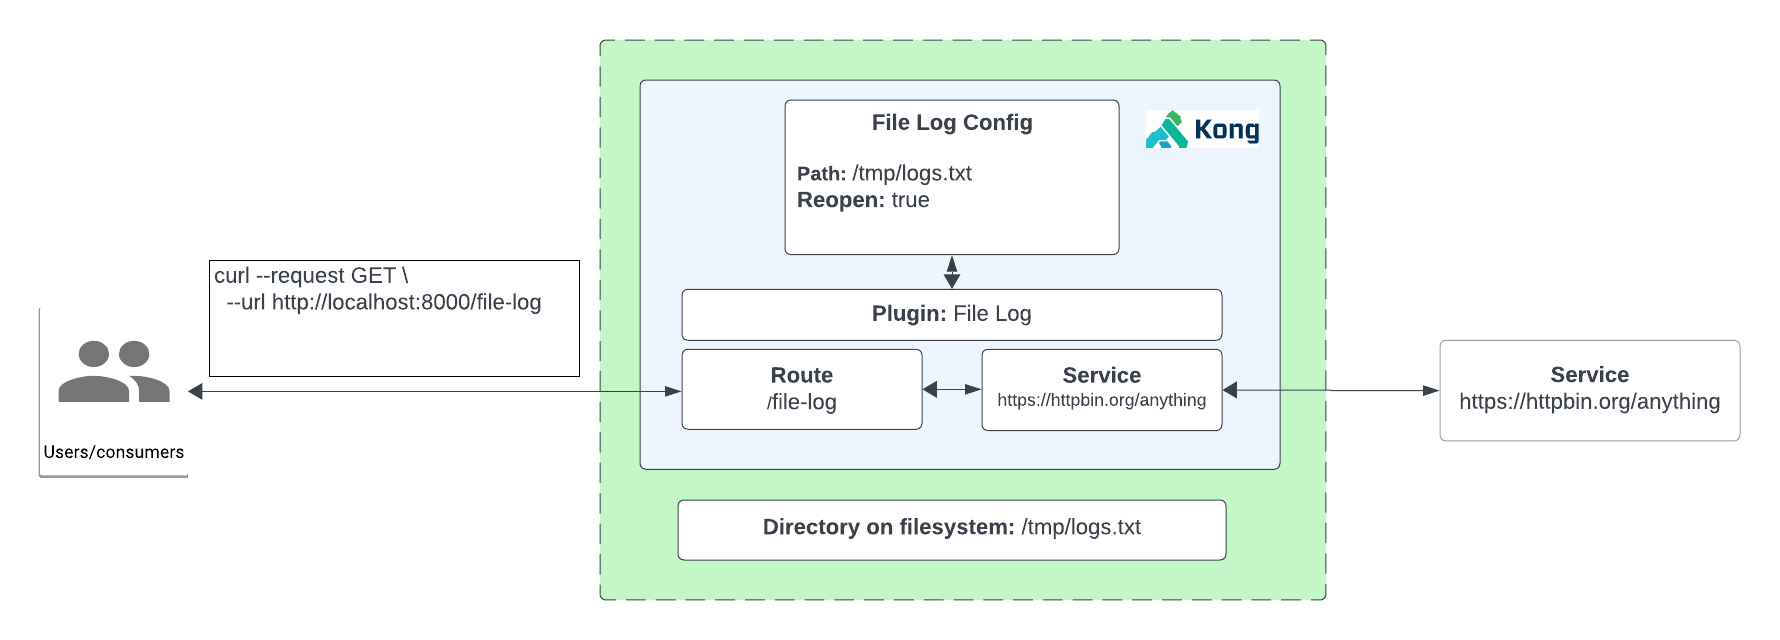 File Log Config
Kong
Path: /tmp/logs.txt
Reopen: true
curl --request GET \
--url http://localhost:8000/file-log
Plugin: File Log
Route
/file-log
Service
https://httpbin.org/anything
Service
https://httpbin.org/anything
Users/consumers
Directory on filesystem: /tmp/logs.txt